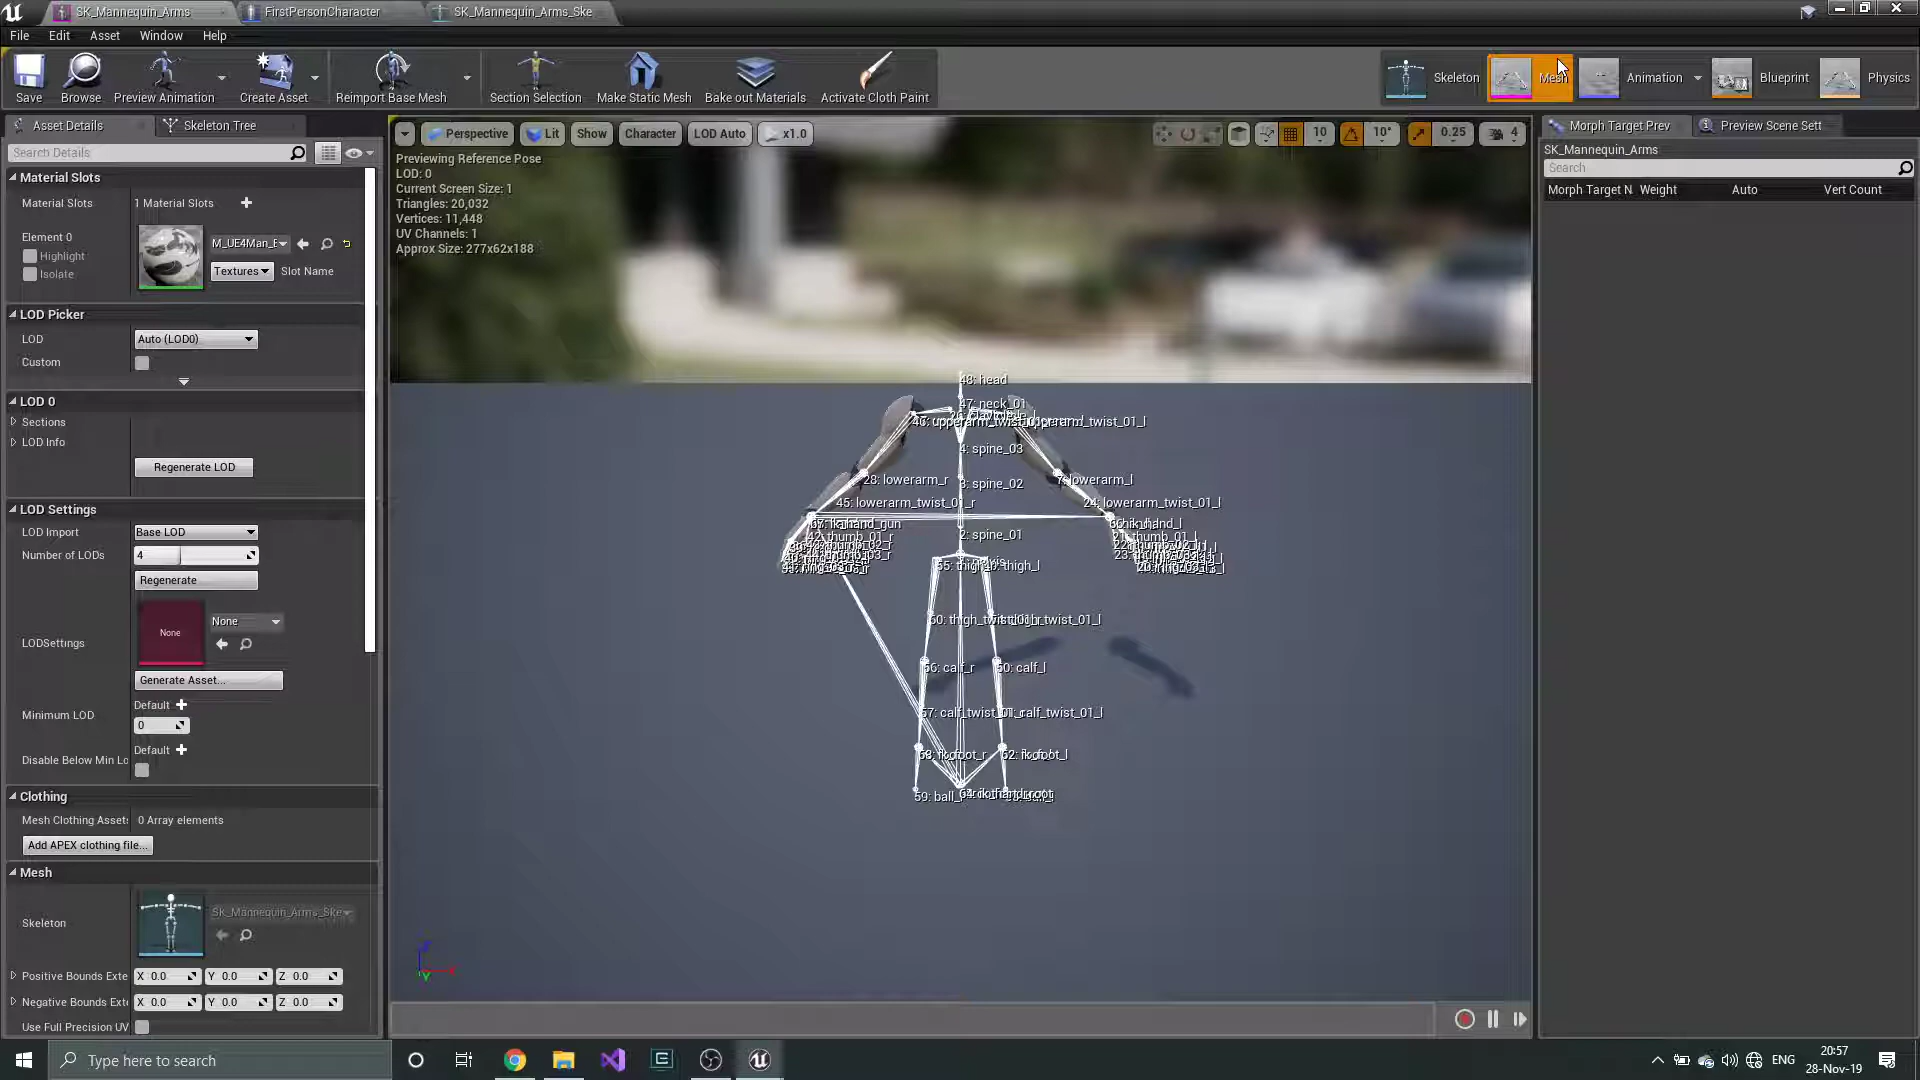 SK_Mannequin_Arms
FirstPersonCharacter
SK_Mannequin_Arms_Ske
File Edit Asset Window Help
Save
Browse
Preview Animation
Create Asset
Reimport Base Mesh
Section Selection
Make Static Mesh
Bake out Materials
Activate Cloth Paint
Skeleton
Mesh
Animation
Blueprint
Physics
Asset Details
Skeleton Tree
Search Details
Material Slots
Material Slots
1 Material Slots
Element 0
Highlight
Isolate
M_UE4Man_E
Textures
Slot Name
LOD Picker
LOD
Auto (LOD0)
Custom
LOD 0
Sections
LOD Info
Regenerate LOD
LOD Settings
LOD Import
Base LOD
Number of LODs
4
Regenerate
LODSettings
None
None
Generate Asset...
Minimum LOD
Default
0
Default
Disable Below Min Lo
Clothing
Mesh Clothing Assets
0 Array elements
Add APEX clothing file...
Mesh
Skeleton
SK_Mannequin_Arms_Ske
Positive Bounds Exte
X 0.0 Y 0.0 Z 0.0
Negative Bounds Exte
X 0.0 Y 0.0 Z 0.0
Use Full Precision UV
Perspective
Lit
Show
Character
LOD Auto
x1.0
10
10°
0.25
4
Previewing Reference Pose
LOD: 0
Current Screen Size: 1
Triangles: 20,032
Vertices: 11,448
UV Channels: 1
Approx Size: 277x62x188
48: head
47: neck_01
4: spine_03
28: lowerarm_r
7: lowerarm_l
3: spine_02
45: lowerarm_twist_01_r
24: lowerarm_twist_01_l
2: spine_01
56: calf_r
50: calf_l
Morph Target Prev
Preview Scene Sett
SK_Mannequin_Arms
Search
Morph Target N
Weight
Auto
Vert Count
Z
X
Y
Type here to search
ENG
20:57
28-Nov-19